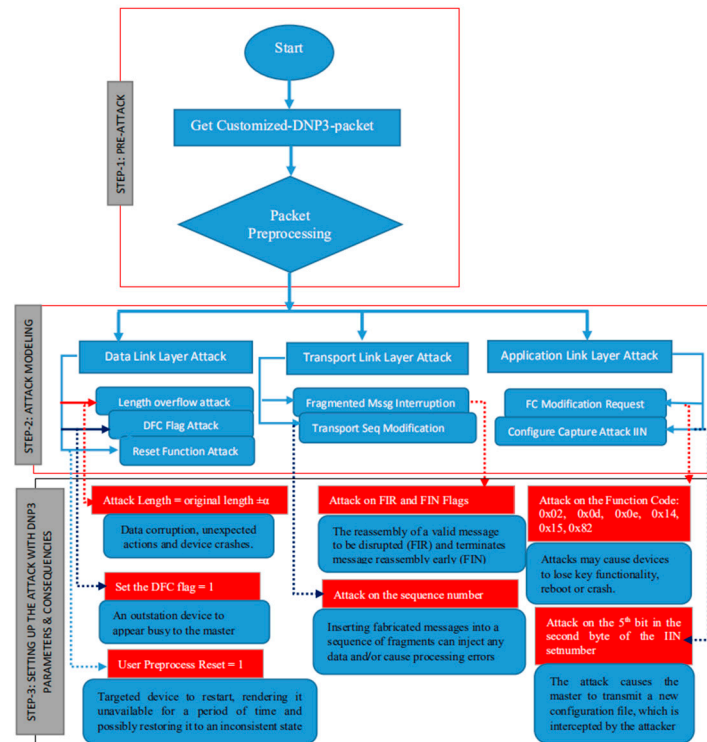 Start
STEP-1: PRE-ATTACK
Get Customized-DNP3-packet
Packet
Preprocessing
STEP-2: ATTACK MODELING
Data Link Layer Attack
Length overflow attack
DFC Flag Attack
Reset Function Attack
Transport Link Layer Attack
Fragmented Mssg Interruption
Transport Seq Modification
Application Link Layer Attack
FC Modification Request
Configure Capture Attack IIN
STEP-3: SETTING UP THE ATTACK WITH DNP3
PARAMETERS & CONSEQUENCIES
Attack Length = original length ±α
Data corruption, unexpected
actions and device crashes.
Set the DFC flag = 1
An outstation device to
appear busy to the master
User Preprocess Reset = 1
Targeted device to restart, rendering it
unavailable for a period of time and
possibly restoring it to an inconsistent state
Attack on FIR and FIN Flags
The reassembly of a valid message
to be disrupted (FIR) and terminates
message reassembly early (FIN)
Attack on the sequence number
Inserting fabricated messages into a
sequence of fragments can inject any
data and/or cause processing errors
Attack on the Function Code:
0x02, 0x0d, 0x0e, 0x14,
0x15, 0x82
Attacks may cause devices
to lose key functionality,
reboot or crash.
Attack on the 5th bit in the
second byte of the IIN
setnumber
The attack causes the
master to transmit a new
configuration file, which is
intercepted by the attacker